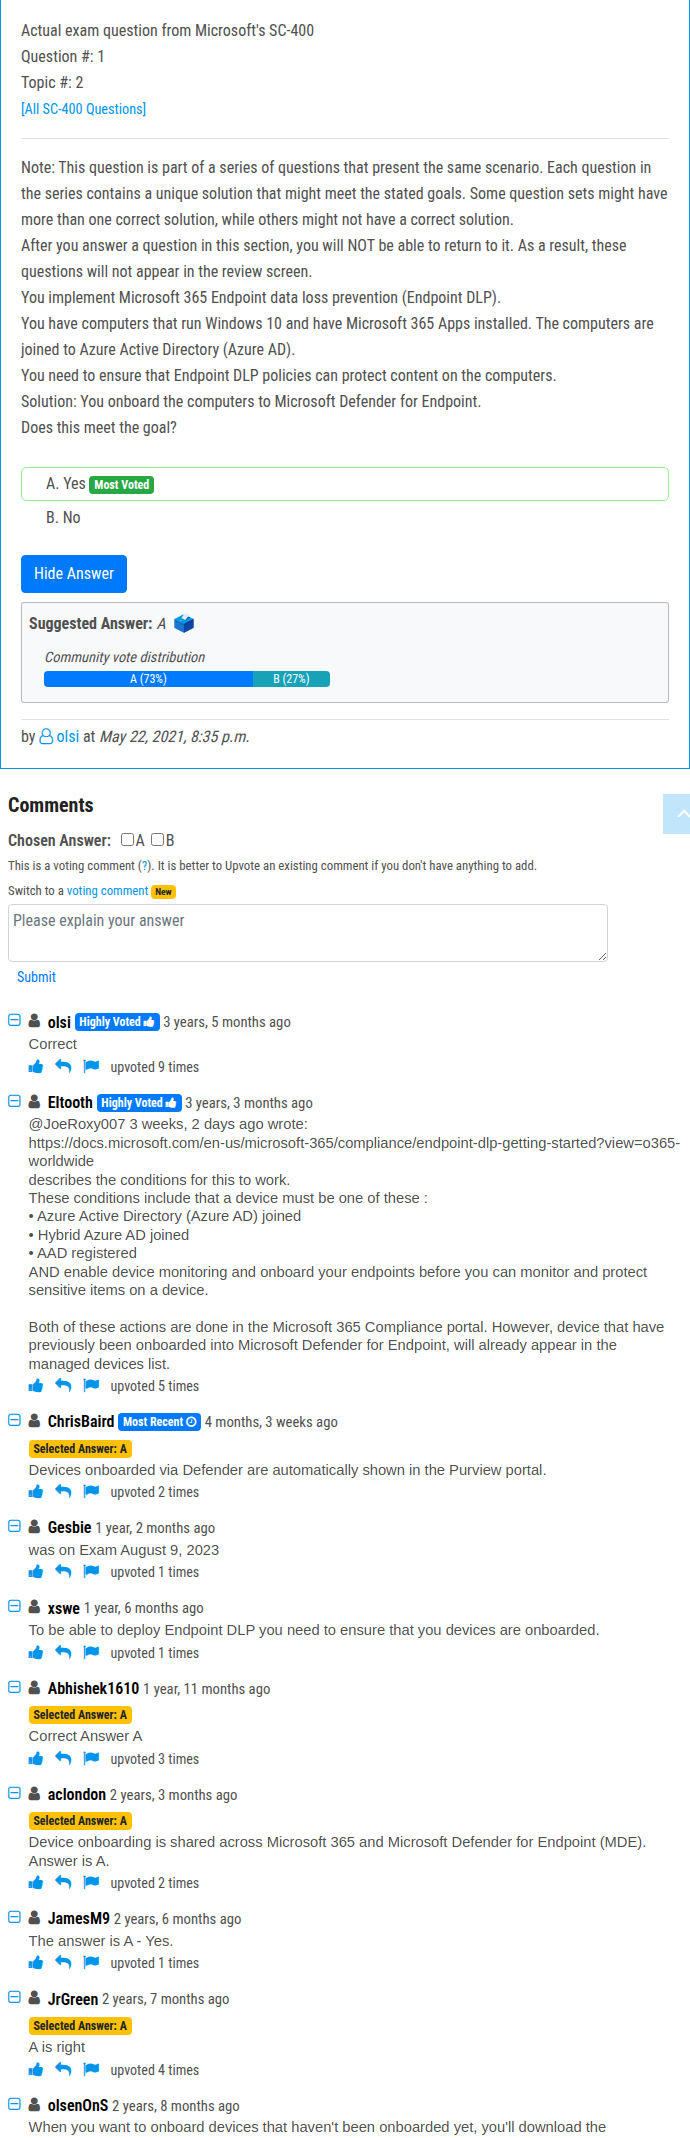 Actual exam question from Microsoft's SC-400
Question #: 1
Topic #: 2
[All SC-400 Questions]
Note: This question is part of a series of questions that present the same scenario. Each question in
the series contains a unique solution that might meet the stated goals. Some question sets might have
more than one correct solution, while others might not have a correct solution.
After you answer a question in this section, you will NOT be able to return to it. As a result, these
questions will not appear in the review screen.
You implement Microsoft 365 Endpoint data loss prevention (Endpoint DLP).
You have computers that run Windows 10 and have Microsoft 365 Apps installed. The computers are
joined to Azure Active Directory (Azure AD).
You need to ensure that Endpoint DLP policies can protect content on the computers.
Solution: You onboard the computers to Microsoft Defender for Endpoint.
Does this meet the goal?
A. Yes Most Voted
B. No
Hide Answer
Suggested Answer: A
Community vote distribution
A (73%) B (27%)
by olsi at May 22, 2021, 8:35 p.m.
Comments
Chosen Answer: A B
This is a voting comment (?). It is better to Upvote an existing comment if you don't have anything to add.
Switch to a voting comment New
Please explain your answer
Submit
olsi Highly Voted 3 years, 5 months ago
Correct
upvoted 9 times
Eltooth Highly Voted 3 years, 3 months ago
@JoeRoxy007 3 weeks, 2 days ago wrote:
https://docs.microsoft.com/en-us/microsoft-365/compliance/endpoint-dlp-getting-started?view=o365-
worldwide
describes the conditions for this to work.
These conditions include that a device must be one of these :
• Azure Active Directory (Azure AD) joined
• Hybrid Azure AD joined
• AAD registered
AND enable device monitoring and onboard your endpoints before you can monitor and protect
sensitive items on a device.
Both of these actions are done in the Microsoft 365 Compliance portal. However, device that have
previously been onboarded into Microsoft Defender for Endpoint, will already appear in the
managed devices list.
upvoted 5 times
ChrisBaird Most Recent 4 months, 3 weeks ago
Selected Answer: A
Devices onboarded via Defender are automatically shown in the Purview portal.
upvoted 2 times
Gesbie 1 year, 2 months ago
was on Exam August 9, 2023
upvoted 1 times
xswe 1 year, 6 months ago
To be able to deploy Endpoint DLP you need to ensure that you devices are onboarded.
upvoted 1 times
Abhishek1610 1 year, 11 months ago
Selected Answer: A
Correct Answer A
upvoted 3 times
aclondon 2 years, 3 months ago
Selected Answer: A
Device onboarding is shared across Microsoft 365 and Microsoft Defender for Endpoint (MDE).
Answer is A.
upvoted 2 times
JamesM9 2 years, 6 months ago
The answer is A - Yes.
upvoted 1 times
JrGreen 2 years, 7 months ago
Selected Answer: A
A is right
upvoted 4 times
olsenOnS 2 years, 8 months ago
When you want to onboard devices that haven't been onboarded yet, you'll download the